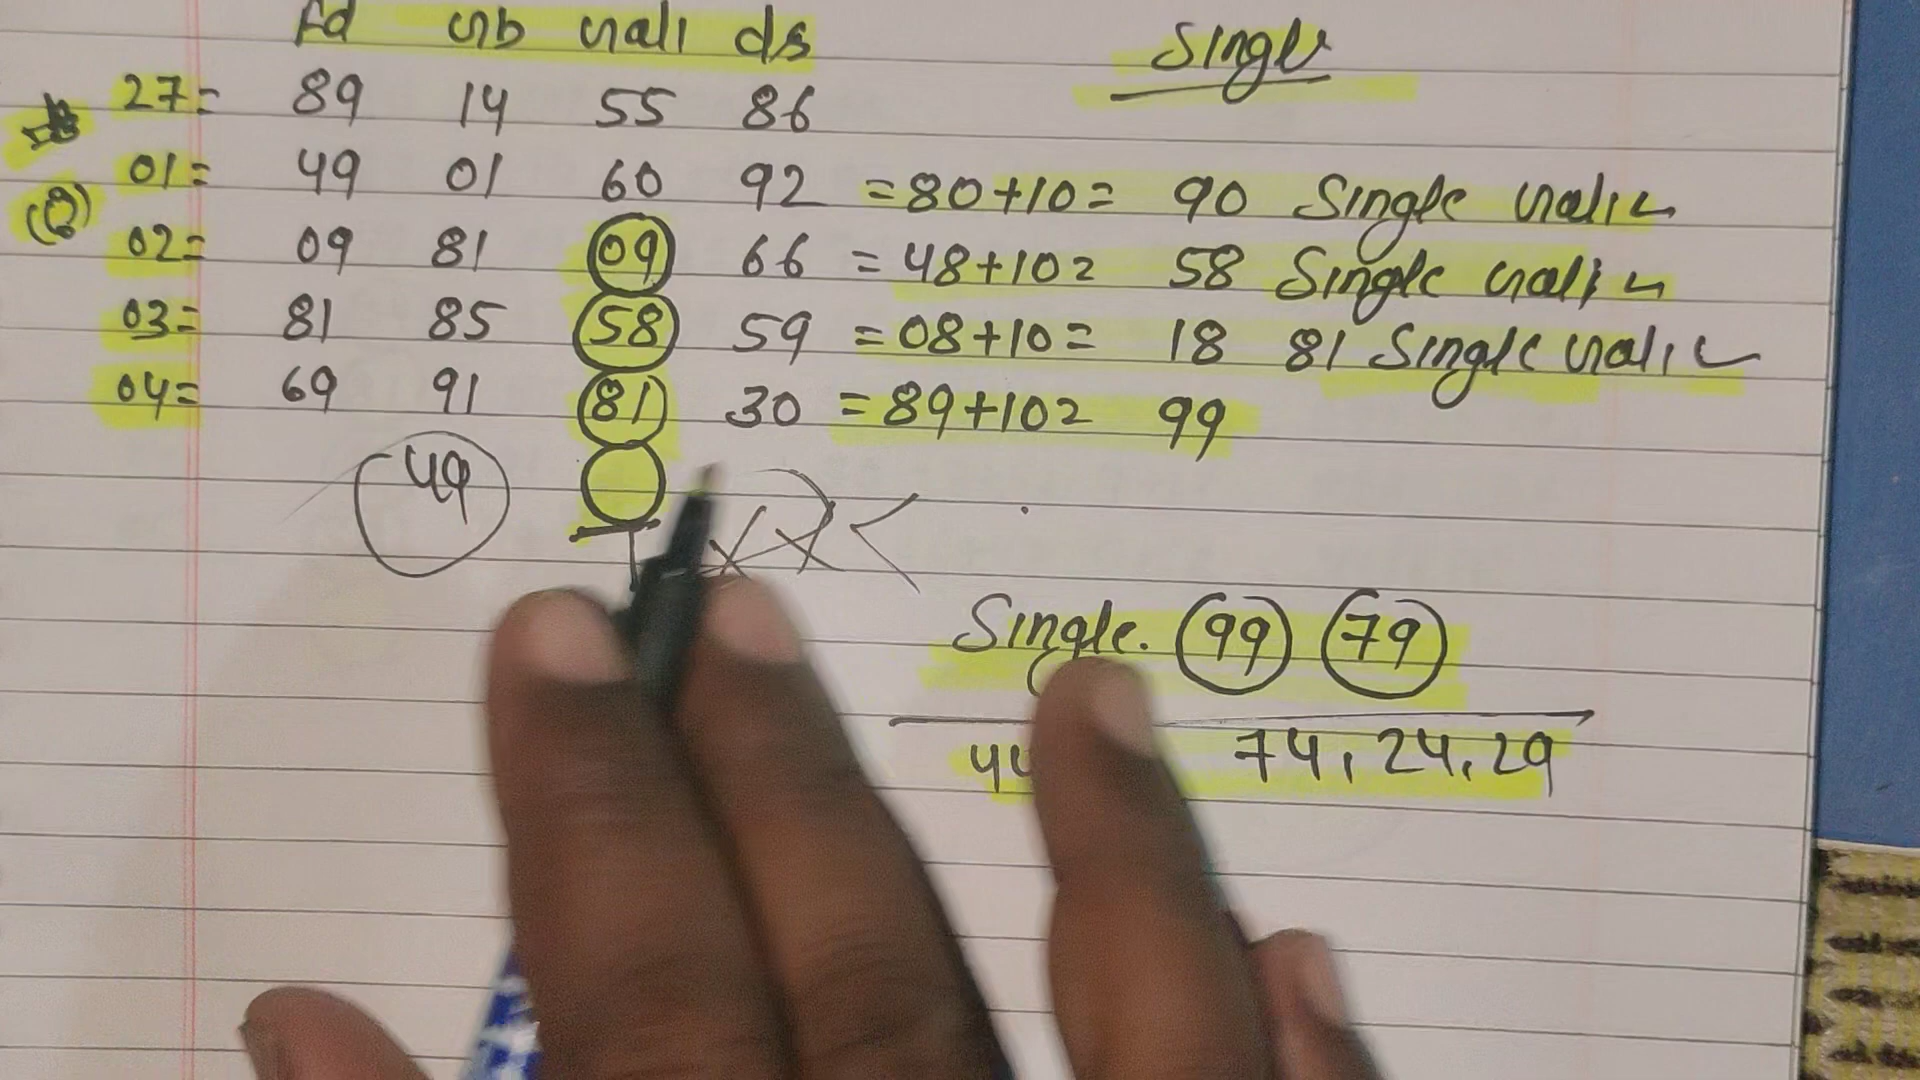 Fd gb gali ds Single
27= 89 14 55 86
01= 49 01 60 92 =80+10= 90 Single gali
(B) 02= 09 81 09 66 =48+10= 58 Single gali
03= 81 85 58 59 =08+10= 18 81 Single gali
04= 69 91 81 30 =89+10= 99
49
Single. 99 79
44 74, 24, 29